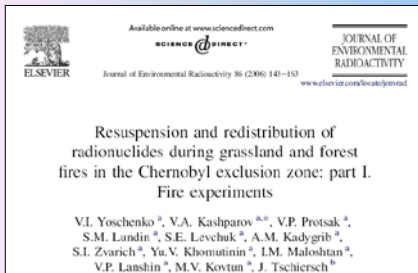 Available online at www.sciencedirect.com
SCIENCE @ DIRECT®
JOURNAL OF
ENVIRONMENTAL
RADIOACTIVITY
ELSEVIER
Journal of Environmental Radioactivity 86 (2006) 143–163
www.elsevier.com/locate/jenvrad
Resuspension and redistribution of
radionuclides during grassland and forest
fires in the Chernobyl exclusion zone: part I.
Fire experiments
V.I. Yoschenko a, V.A. Kashparov a,*, V.P. Protsak a,
S.M. Lundin a, S.E. Levchuk a, A.M. Kadygrib a,
S.I. Zvarich a, Yu.V. Khomutinin a, I.M. Maloshtan a,
V.P. Lanshin a, M.V. Kovtun a, J. Tschiersch b